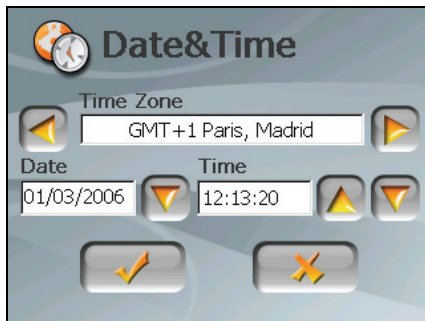 Date&Time
Time Zone
GMT+1 Paris, Madrid
Date Time
01/03/2006 12:13:20